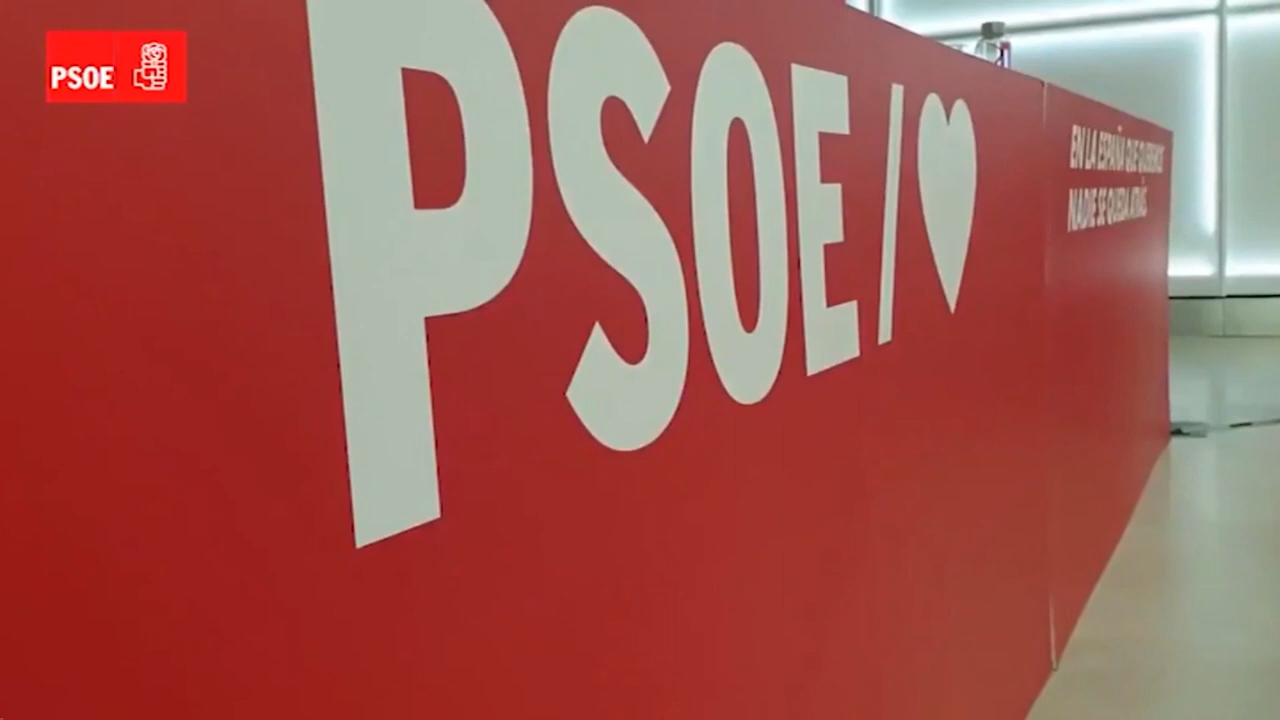 PSOE
PSOE /
EN LA ESPAÑA QUE QUEREMOS
NADIE SE QUEDA ATRÁS